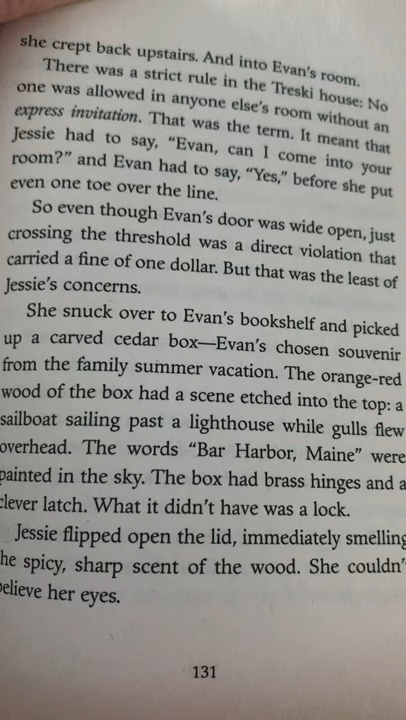 she crept back upstairs. And into Evan's room.
There was a strict rule in the Treski house: No
one was allowed in anyone else's room without an
express invitation. That was the term. It meant that
Jessie had to say, "Evan, can I come into your
room?" and Evan had to say, "Yes," before she put
even one toe over the line.
So even though Evan's door was wide open, just
crossing the threshold was a direct violation that
carried a fine of one dollar. But that was the least of
Jessie's concerns.
She snuck over to Evan's bookshelf and picked
up a carved cedar box—Evan's chosen souvenir
from the family summer vacation. The orange-red
wood of the box had a scene etched into the top: a
sailboat sailing past a lighthouse while gulls flew
overhead. The words "Bar Harbor, Maine" were
painted in the sky. The box had brass hinges and a
clever latch. What it didn't have was a lock.
Jessie flipped open the lid, immediately smelling
he spicy, sharp scent of the wood. She couldn'
believe her eyes.
131